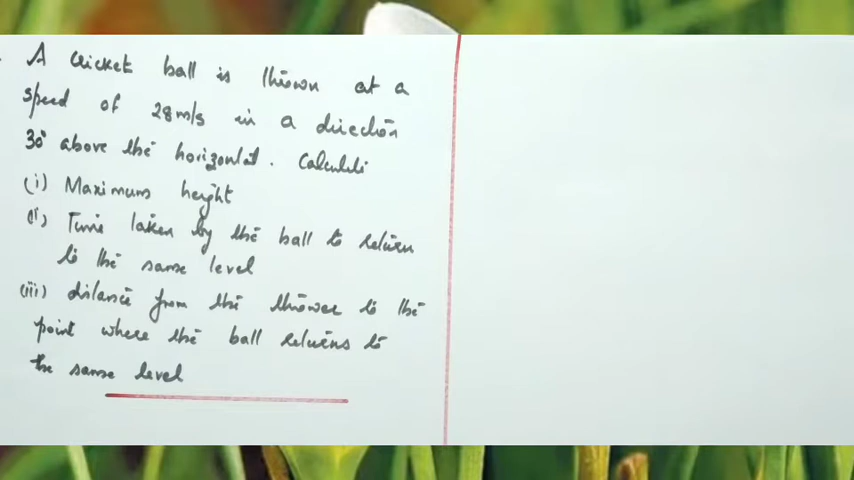 A cricket ball is thrown at a
speed of 28m/s in a direction
30° above the horizontal. Calculate
(i) Maximum height
(ii) Time taken by the ball to return
to the same level
(iii) distance from the thrower to the
point where the ball returns to
the same level